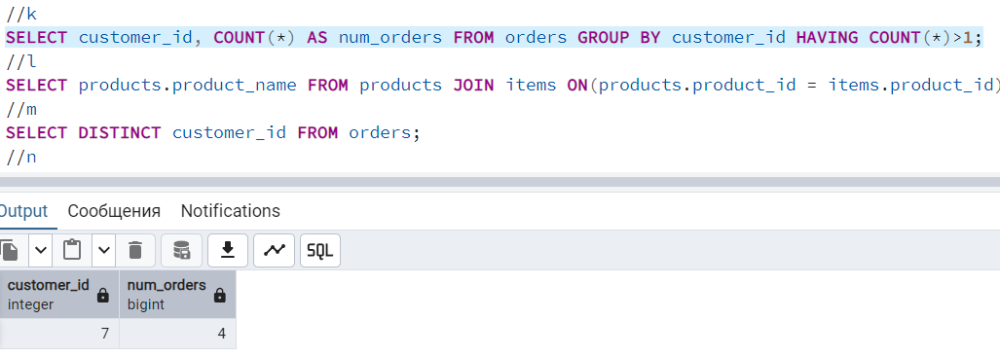 //k
SELECT customer_id, COUNT(*) AS num_orders FROM orders GROUP BY customer_id HAVING COUNT(*)>1;
//l
SELECT products.product_name FROM products JOIN items ON(products.product_id = items.product_id)
//m
SELECT DISTINCT customer_id FROM orders;
//n
Output Сообщения Notifications
SQL
customer_id num_orders
integer bigint
7 4